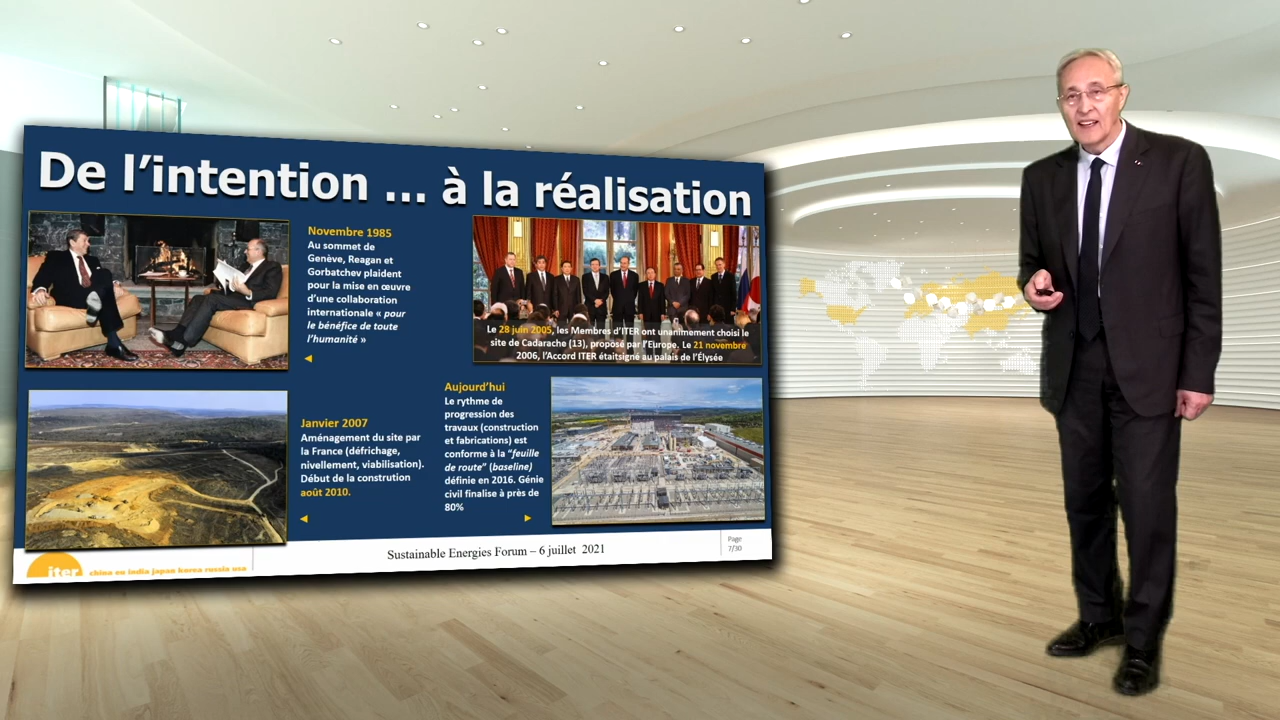 De l’intention ... à la réalisation
Novembre 1985
Au sommet de
Genève, Reagan et
Gorbatchev plaident
pour la mise en œuvre
d’une collaboration
internationale « pour
le bénéfice de toute
l’humanité »
Le 28 juin 2005, les Membres d’ITER ont unanimement choisi le
site de Cadarache (13), proposé par l’Europe. Le 21 novembre
2006, l’Accord ITER étaitsigné au palais de l’Élysée
Janvier 2007
Aménagement du site par
la France (défrichage,
nivellement, viabilisation).
Début de la constrution
août 2010.
Aujourd’hui
Le rythme de
progression des
travaux (construction
et fabrications) est
conforme à la “feuille
de route” (baseline)
définie en 2016. Génie
civil finalise à près de
80%
iter
china eu india japan korea russia usa
Sustainable Energies Forum – 6 juillet 2021
Page
7/30